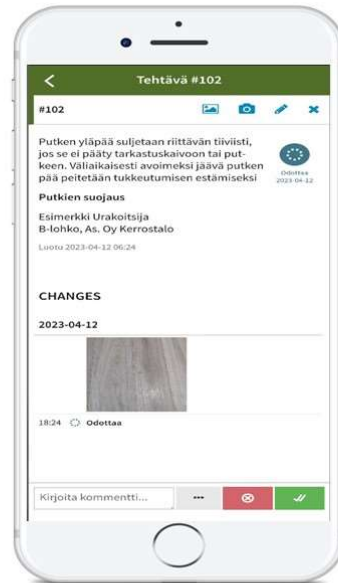 Tehtävä #102
#102
Putken yläpää suljetaan riittävän tiiviisti,
jos se ei pääty tarkastuskaivoon tai put-
keen. Väliaikaisesti avoimeksi jäävä putken
pää peitetään tukkeutumisen estämiseksi
Odottaa
2023-04-12
Putkien suojaus
Esimerkki Urakoitsija
B-lohko, As. Oy Kerrostalo
Luotu 2023-04-12 06:24
CHANGES
2023-04-12
18:24 Odottaa
Kirjoita kommentti...